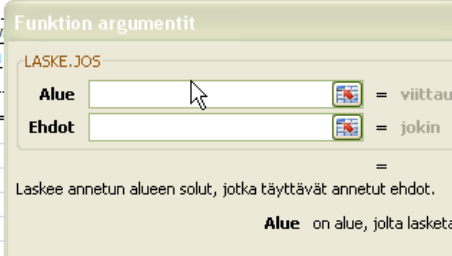 Funktion argumentit
LASKE.JOS
Alue = viittau
Ehdot = jokin
=
Laskee annetun alueen solut, jotka täyttävät annetut ehdot.
Alue on alue, jolta lasketa